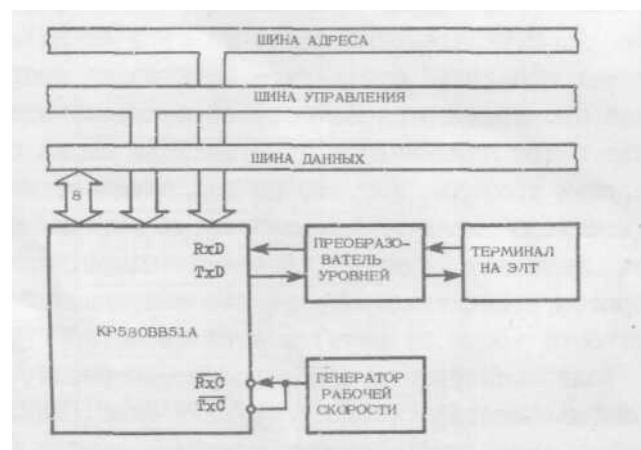 ШИНА АДРЕСА
ШИНА УПРАВЛЕНИЯ
ШИНА ДАННЫХ
8
RxD
TxD
ПРЕОБРАЗО-
ВАТЕЛЬ
УРОВНЕЙ
ТЕРМИНАЛ
НА ЭЛТ
КР580ВВ51А
RxC
TxC
ГЕНЕРАТОР
РАБОЧЕЙ
СКОРОСТИ